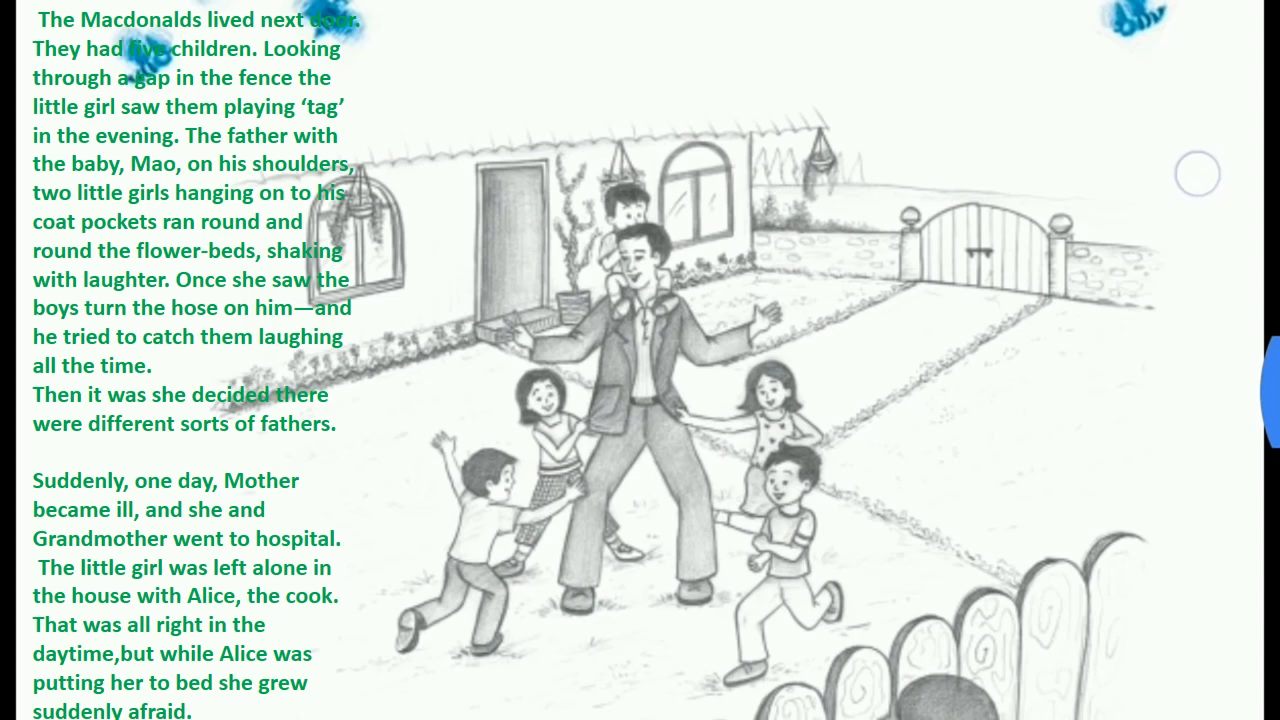 The Macdonalds lived next door.
They had five children. Looking
through a gap in the fence the
little girl saw them playing ‘tag’
in the evening. The father with
the baby, Mao, on his shoulders,
two little girls hanging on to his
coat pockets ran round and
round the flower-beds, shaking
with laughter. Once she saw the
boys turn the hose on him—and
he tried to catch them laughing
all the time.
Then it was she decided there
were different sorts of fathers.
Suddenly, one day, Mother
became ill, and she and
Grandmother went to hospital.
The little girl was left alone in
the house with Alice, the cook.
That was all right in the
daytime,but while Alice was
putting her to bed she grew
suddenly afraid.